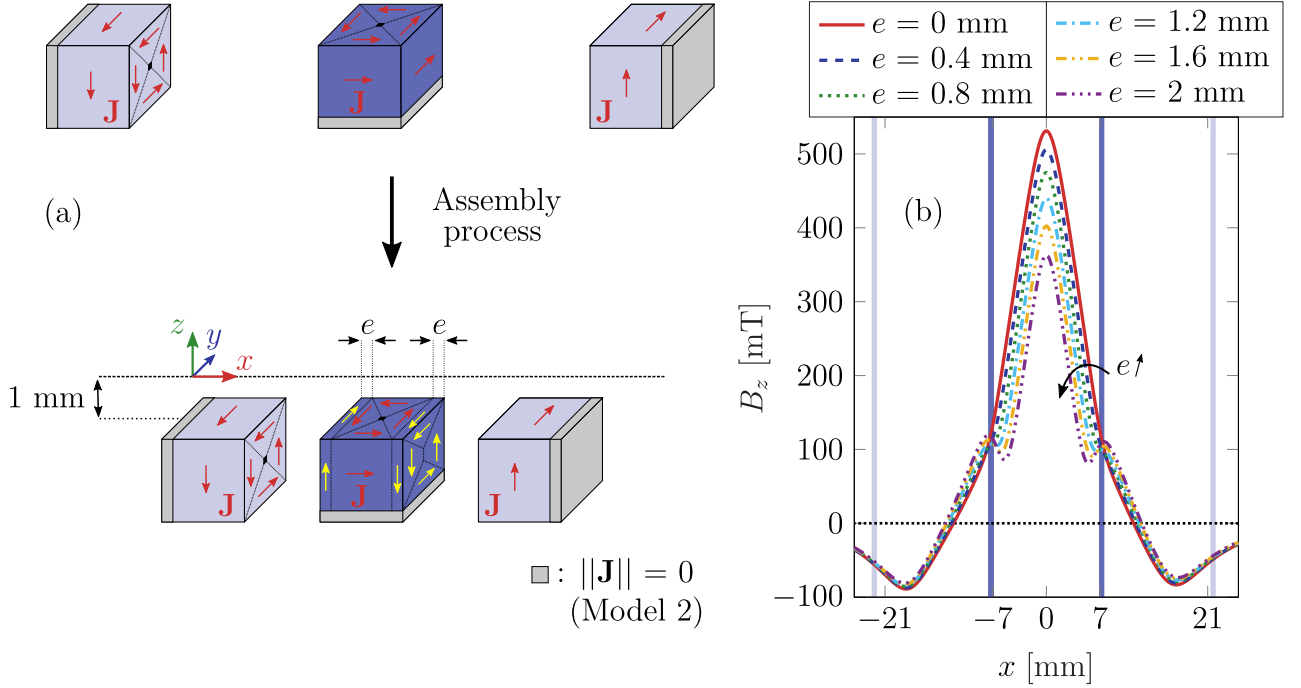 J
J
J
(a)
Assembly
process
e
e
z
y
x
1 mm
J
J
J
: ||J|| = 0
(Model 2)
e = 0 mm
e = 0.4 mm
e = 0.8 mm
e = 1.2 mm
e = 1.6 mm
e = 2 mm
(b)
500
400
300
200
100
0
−100
B_z [mT]
e
−21
−7
0
7
21
x [mm]